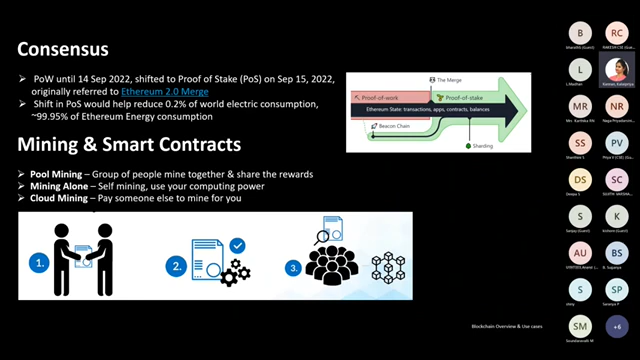 Consensus
PoW until 14 Sep 2022, shifted to Proof of Stake (PoS) on Sep 15, 2022,
originally referred to Ethereum 2.0 Merge
Shift in PoS would help reduce 0.2% of world electric consumption,
~99.95% of Ethereum Energy consumption
The Merge
Proof-of-work
Proof-of-stake
Ethereum State: transactions, apps, contracts, balances
Beacon Chain
Sharding
Mining & Smart Contracts
Pool Mining – Group of people mine together & share the rewards
Mining Alone – Self mining, use your computing power
Cloud Mining – Pay someone else to mine for you
1.
2.
3.
Blockchain Overview & Use cases
B
RC
L
MR
NR
SS
PV
DS
SC
S
K
AU
BS
S
SP
SM
+6